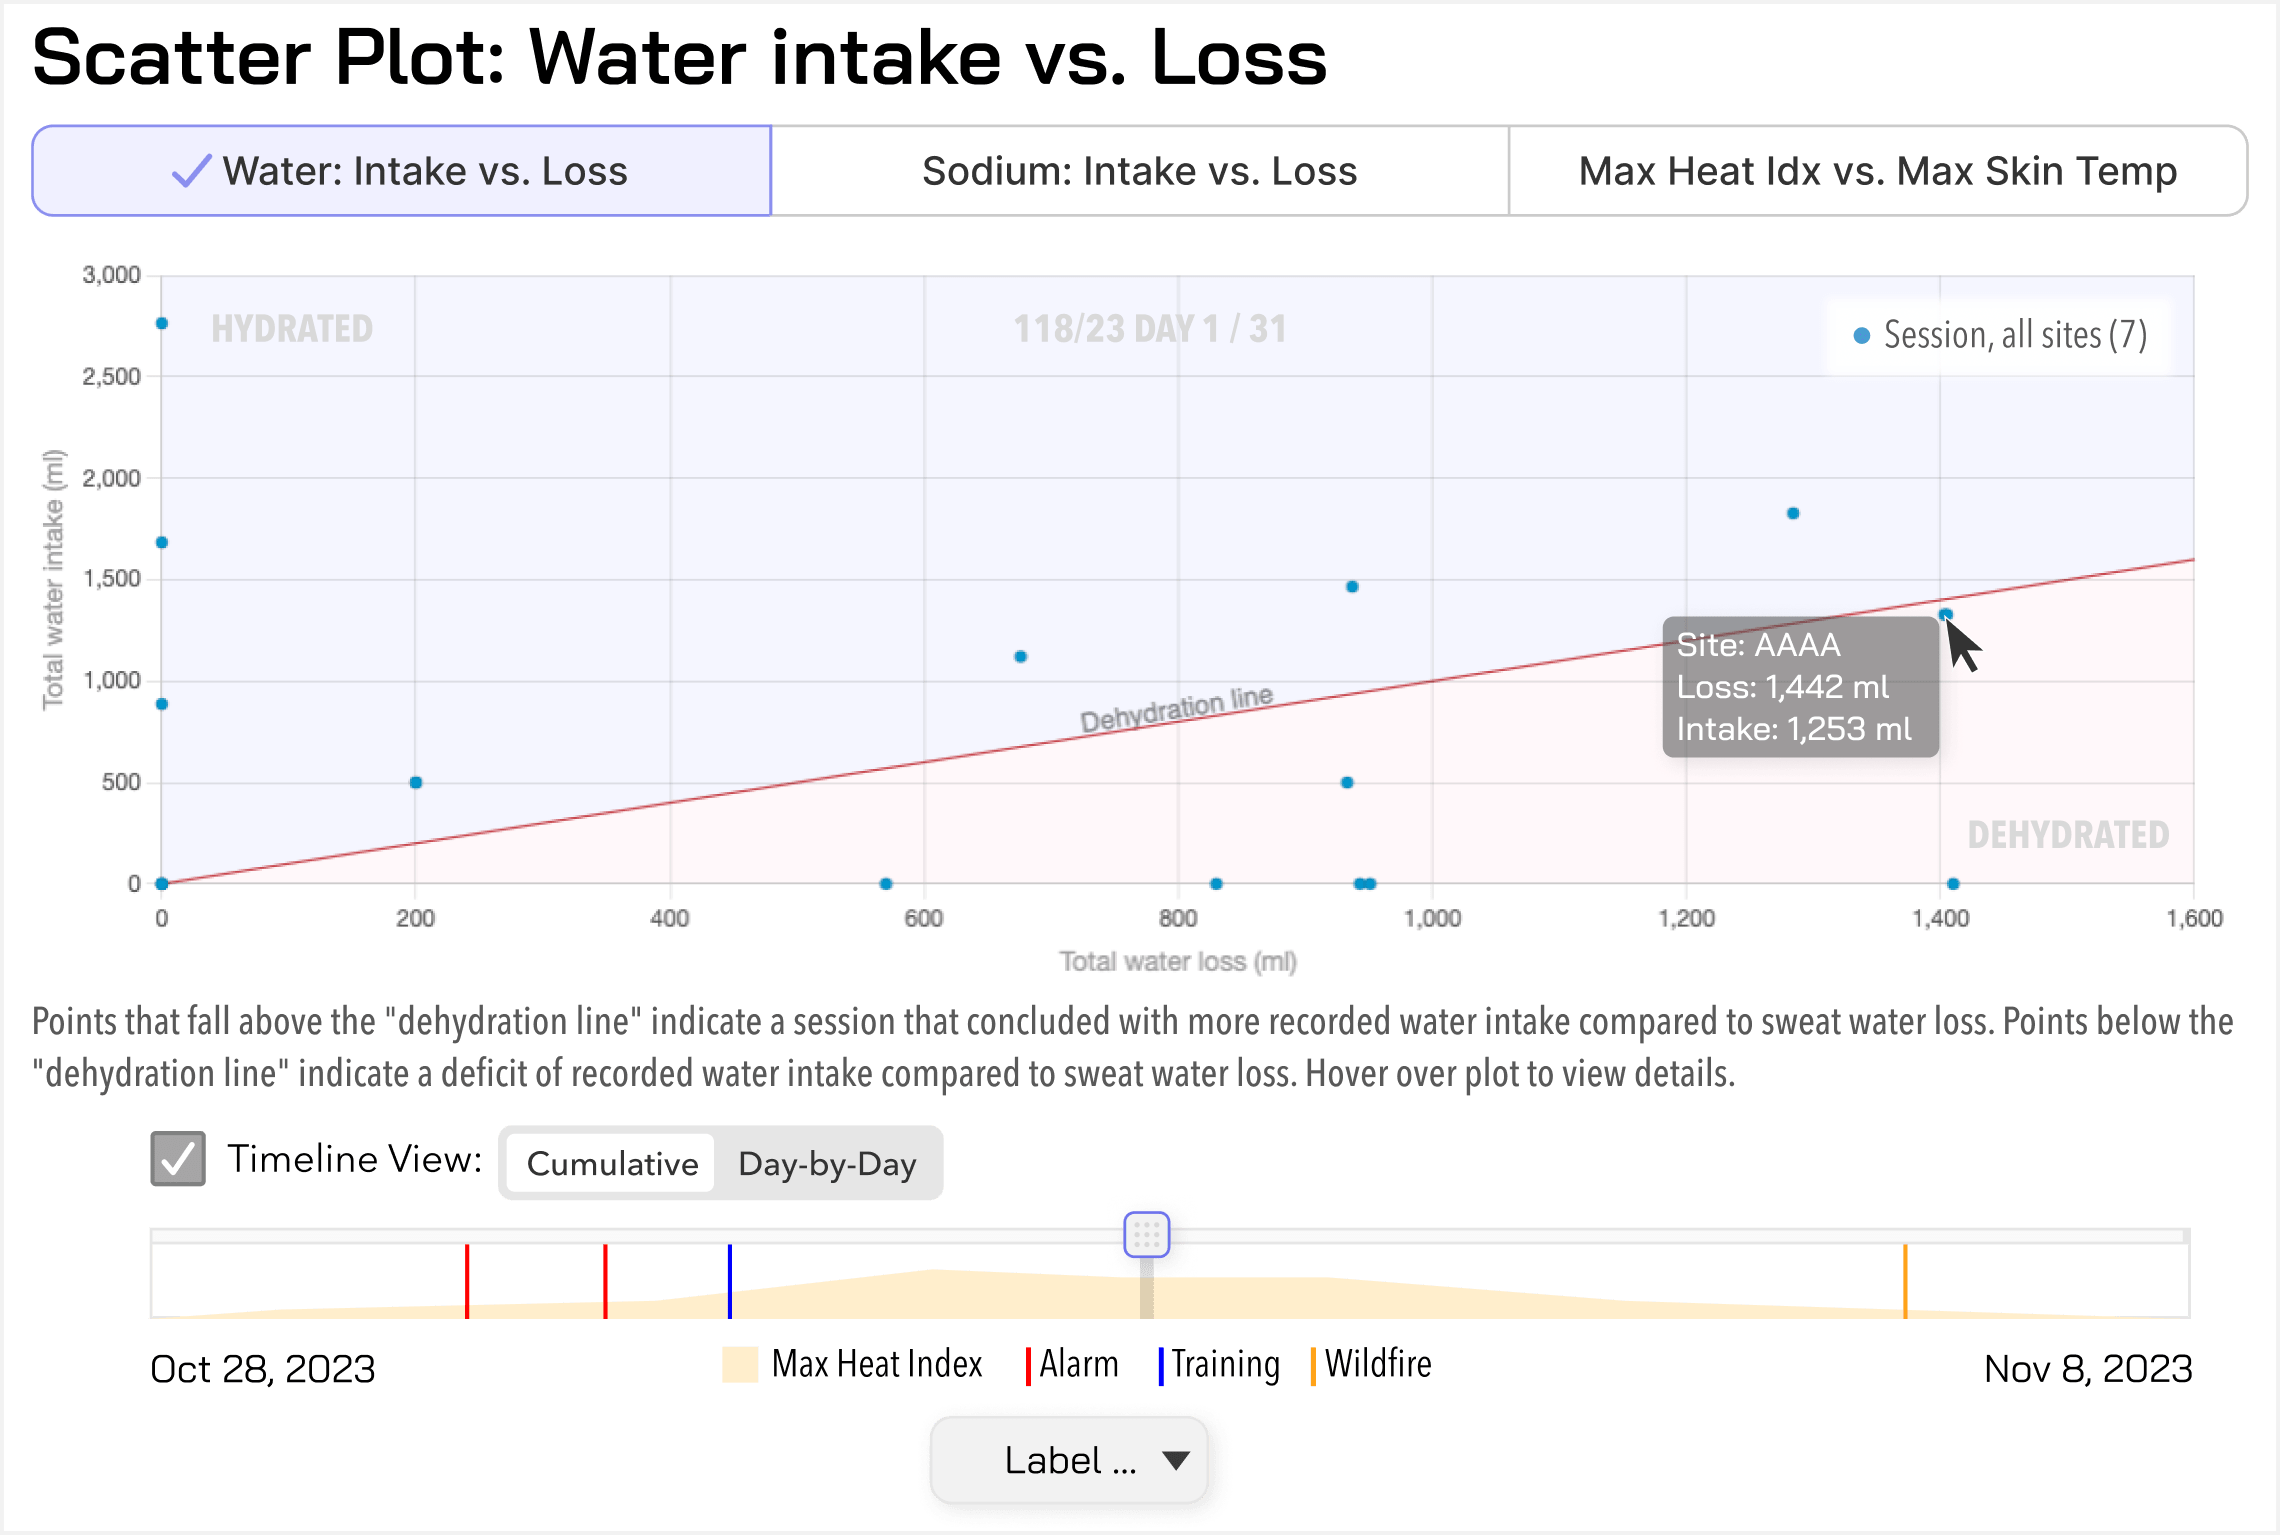 Scatter Plot: Water intake vs. Loss
Water: Intake vs. Loss
Sodium: Intake vs. Loss
Max Heat Idx vs. Max Skin Temp
3,000
2,500
2,000
1,500
1,000
500
0
Total water intake (ml)
HYDRATED
118/23 DAY 1 / 31
Session, all sites (7)
Dehydration line
Site: AAAA
Loss: 1,442 ml
Intake: 1,253 ml
DEHYDRATED
0
200
400
600
800
1,000
1,200
1,400
1,600
Total water loss (ml)
Points that fall above the "dehydration line" indicate a session that concluded with more recorded water intake compared to sweat water loss. Points below the
"dehydration line" indicate a deficit of recorded water intake compared to sweat water loss. Hover over plot to view details.
Timeline View:
Cumulative
Day-by-Day
Oct 28, 2023
Max Heat Index
Alarm
Training
Wildfire
Nov 8, 2023
Label ...